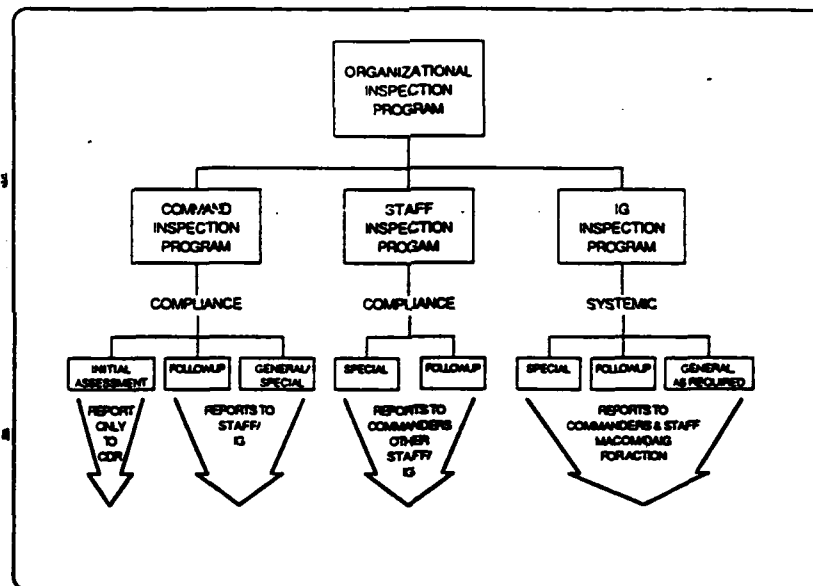 ORGANIZATIONAL
INSPECTION
PROGRAM
COMMAND
INSPECTION
PROGRAM
STAFF
INSPECTION
PROGAM
IG
INSPECTION
PROGRAM
COMPLIANCE
COMPLIANCE
SYSTEMIC
INITIAL
ASSESSMENT
FOLLOWUP
GENERAL/
SPECIAL
SPECIAL
FOLLOWUP
SPECIAL
FOLLOWUP
GENERAL,
AS REQUIRED
REPORT
ONLY
TO
CDR
REPORTS TO
STAFF/
IG
REPORTS TO
COMMANDERS
OTHER
STAFF/
IG
REPORTS TO
COMMANDERS & STAFF
MACOM/DAIG
FOR ACTION